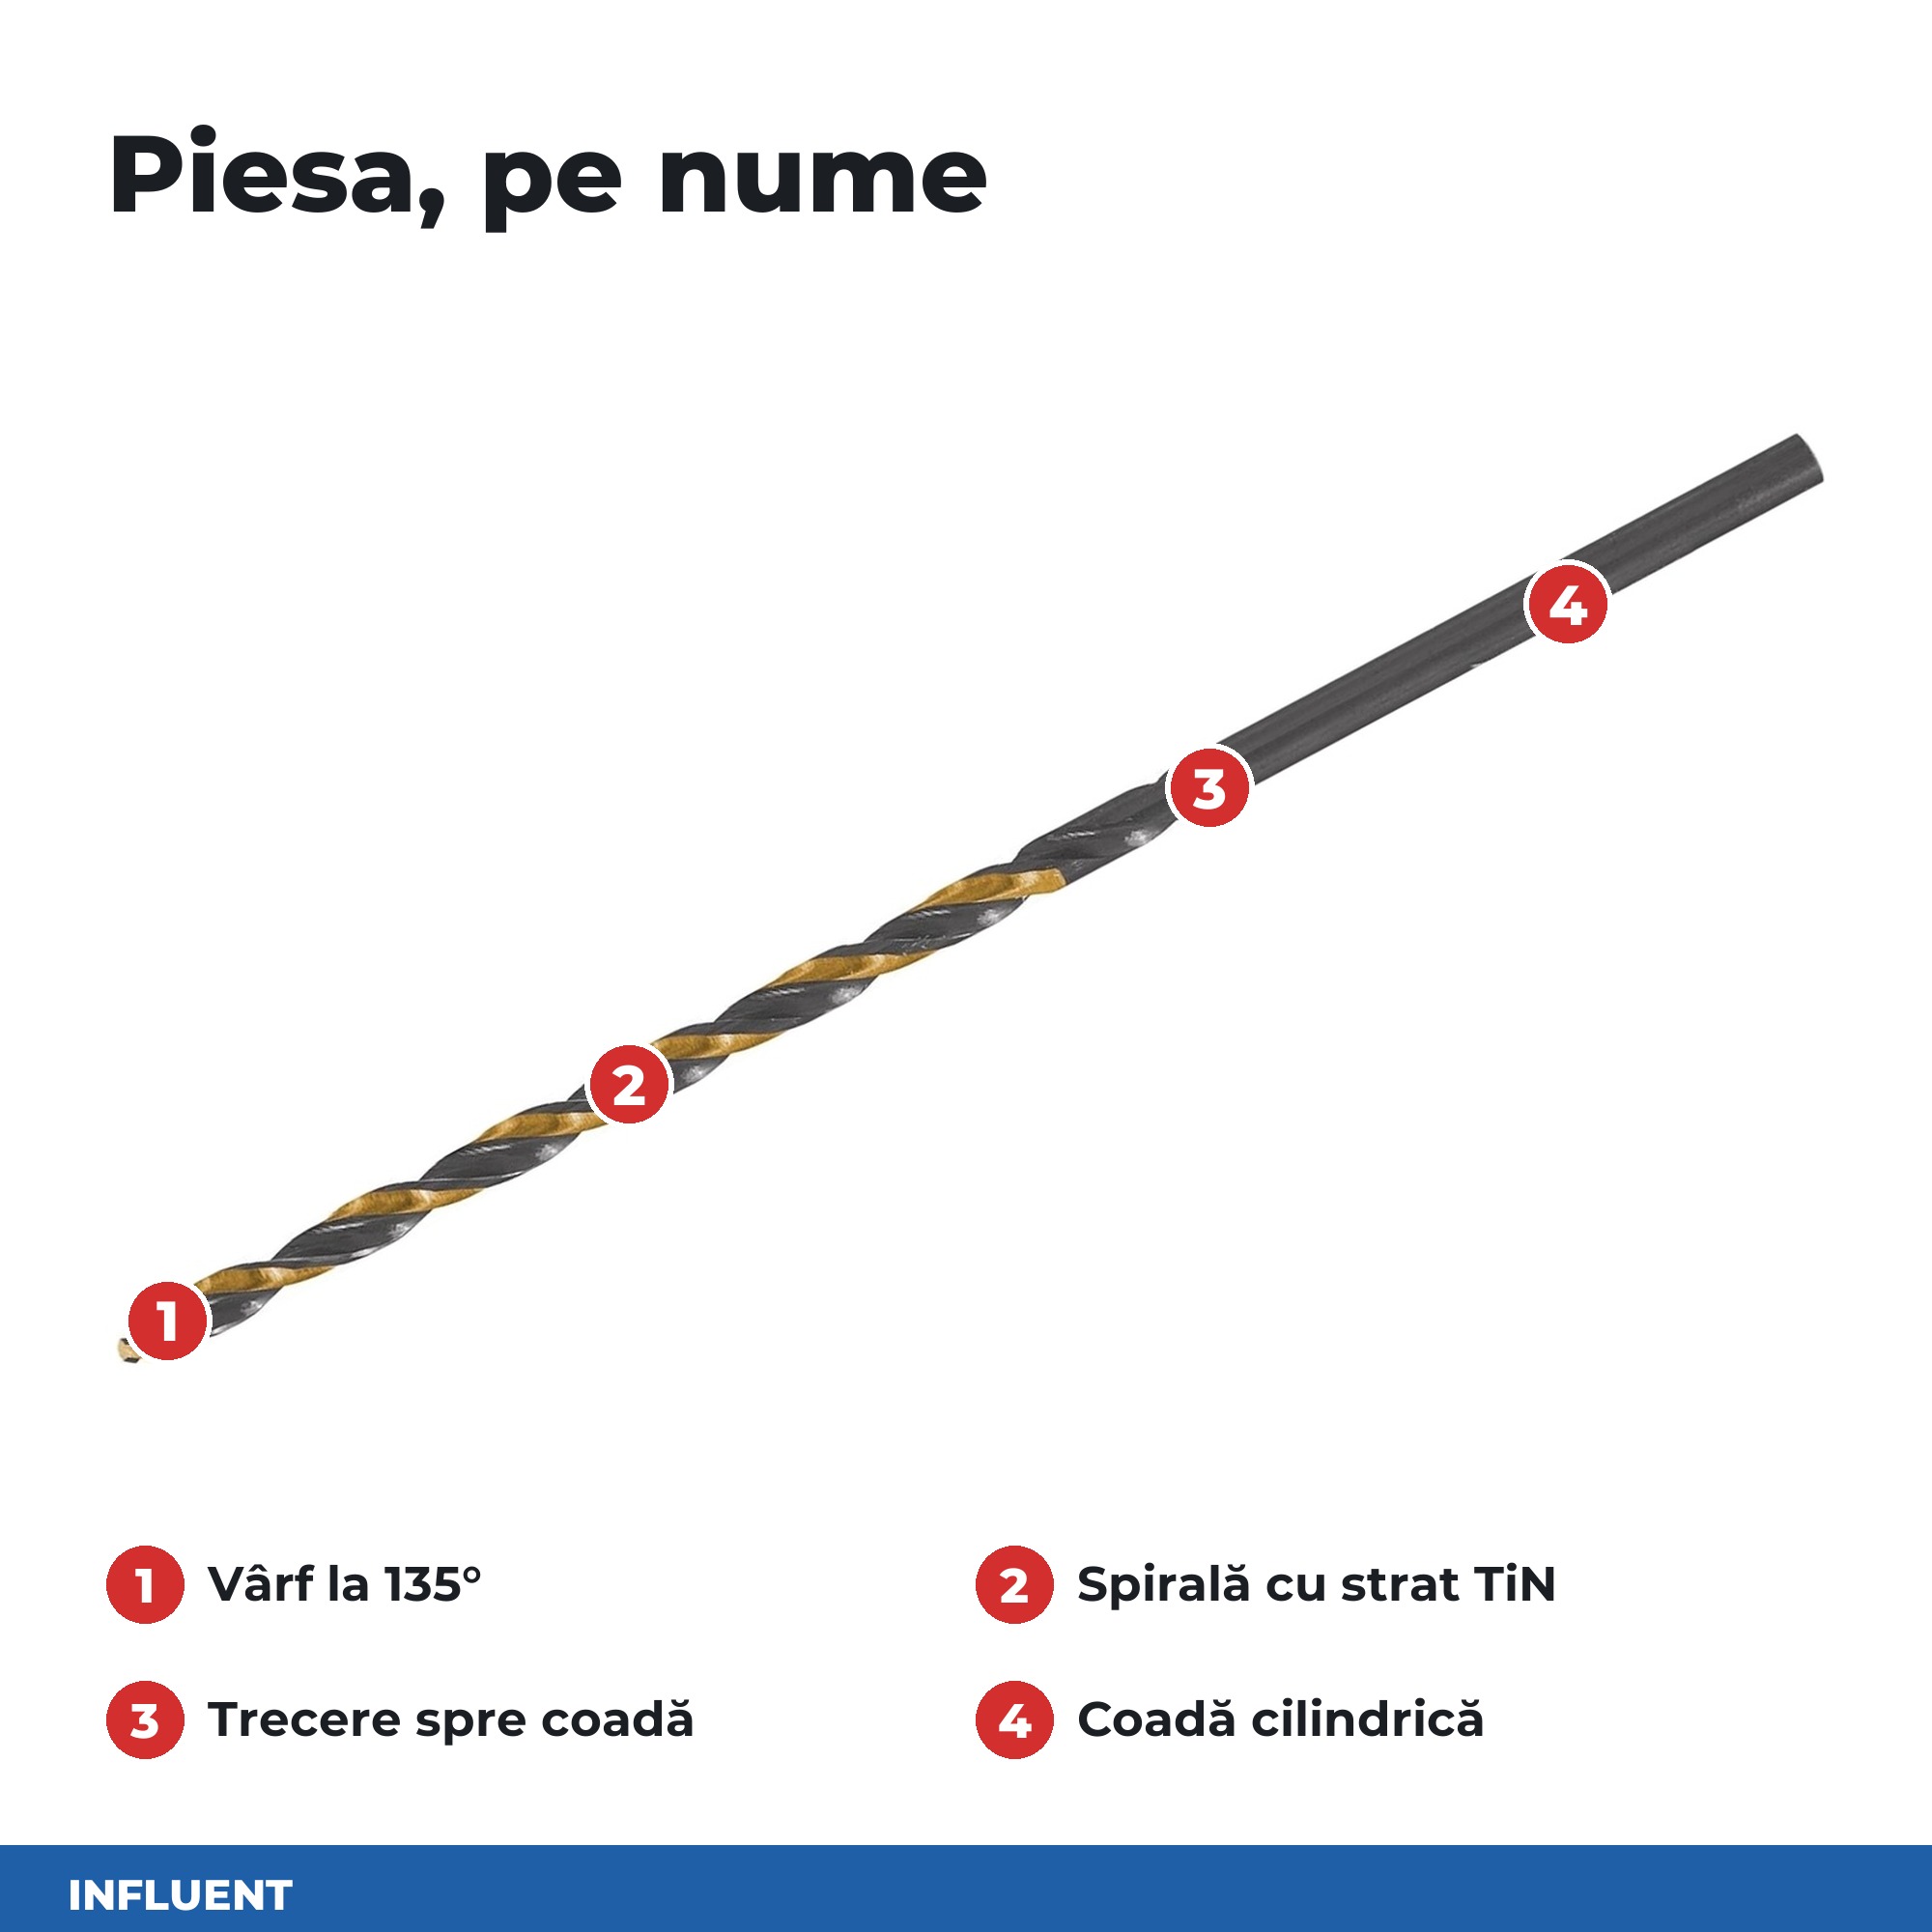 Piesa, pe nume
4
3
2
1
1 Vârf la 135°
2 Spirală cu strat TiN
3 Trecere spre coadă
4 Coadă cilindrică
INFLUENT